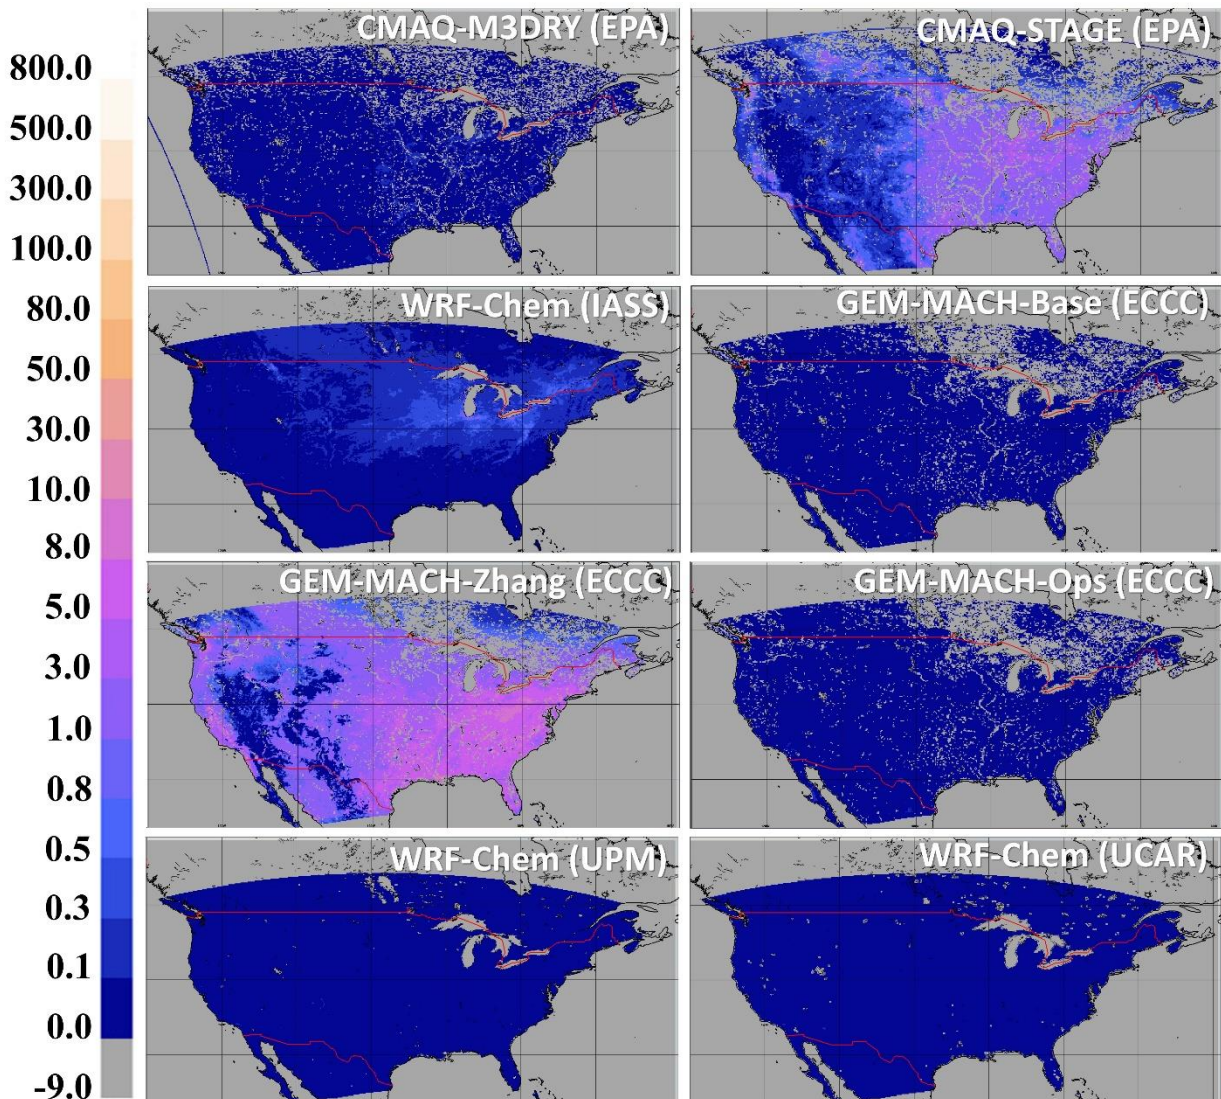 CMAQ-M3DRY (EPA)
CMAQ-STAGE (EPA)
800.0
500.0
300.0
100.0
80.0
50.0
30.0
10.0
8.0
5.0
3.0
1.0
0.8
0.5
0.3
0.1
0.0
-9.0
WRF-Chem (IASS)
GEM-MACH-Base (ECCC)
GEM-MACH-Zhang (ECCC)
GEM-MACH-Ops (ECCC)
WRF-Chem (UPM)
WRF-Chem (UCAR)